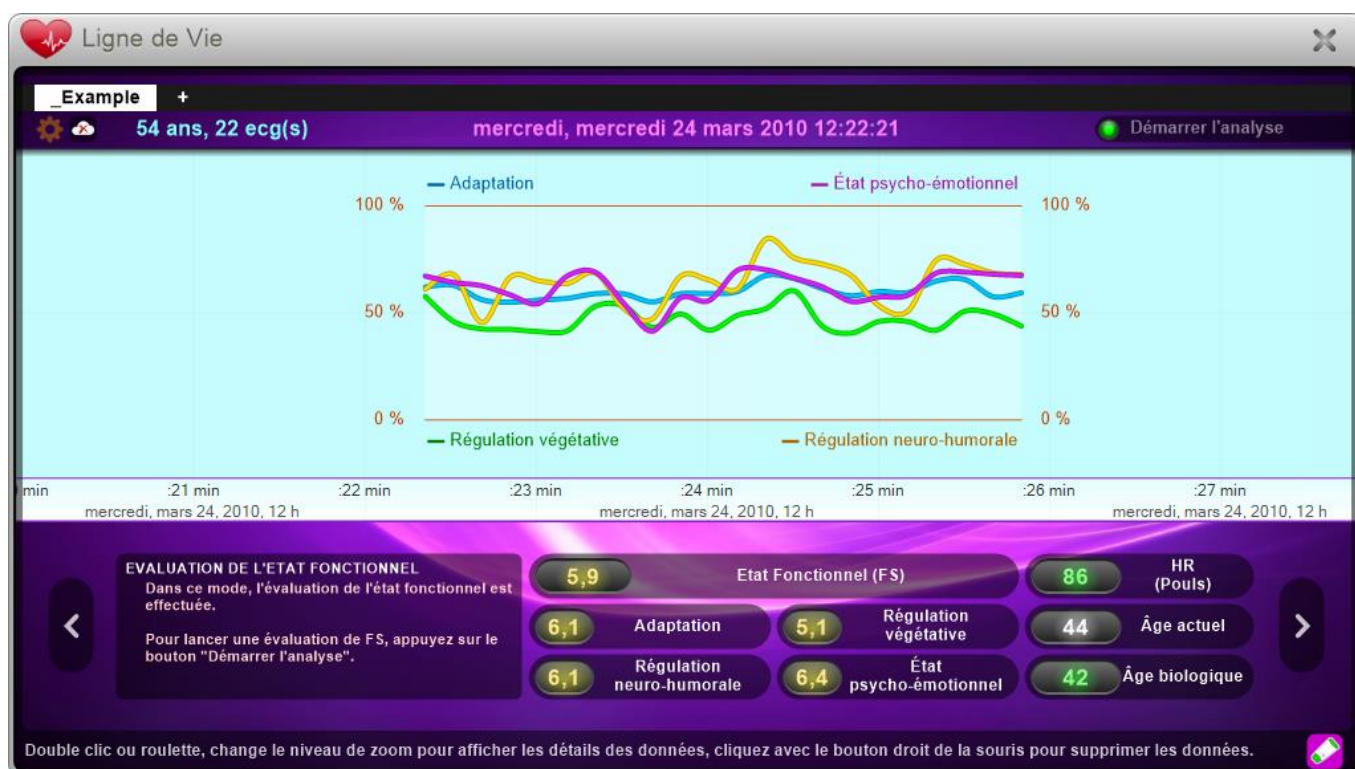 Ligne de Vie
_Example +
54 ans, 22 ecg(s) mercredi, mercredi 24 mars 2010 12:22:21 Démarrer l'analyse
Adaptation État psycho-émotionnel
100 % 100 %
50 % 50 %
0 % 0 %
Régulation végétative Régulation neuro-humorale
min :21 min :22 min :23 min :24 min :25 min :26 min :27 min
mercredi, mars 24, 2010, 12 h mercredi, mars 24, 2010, 12 h mercredi, mars 24, 2010, 12 h
EVALUATION DE L'ETAT FONCTIONNEL
Dans ce mode, l'évaluation de l'état fonctionnel est
effectuée.
Pour lancer une évaluation de FS, appuyez sur le
bouton "Démarrer l'analyse".
5,9 Etat Fonctionnel (FS)
86 HR
(Pouls)
6,1 Adaptation
5,1 Régulation
végétative
44 Âge actuel
6,1 Régulation
neuro-humorale
6,4 État
psycho-émotionnel
42 Âge biologique
Double clic ou roulette, change le niveau de zoom pour afficher les détails des données, cliquez avec le bouton droit de la souris pour supprimer les données.